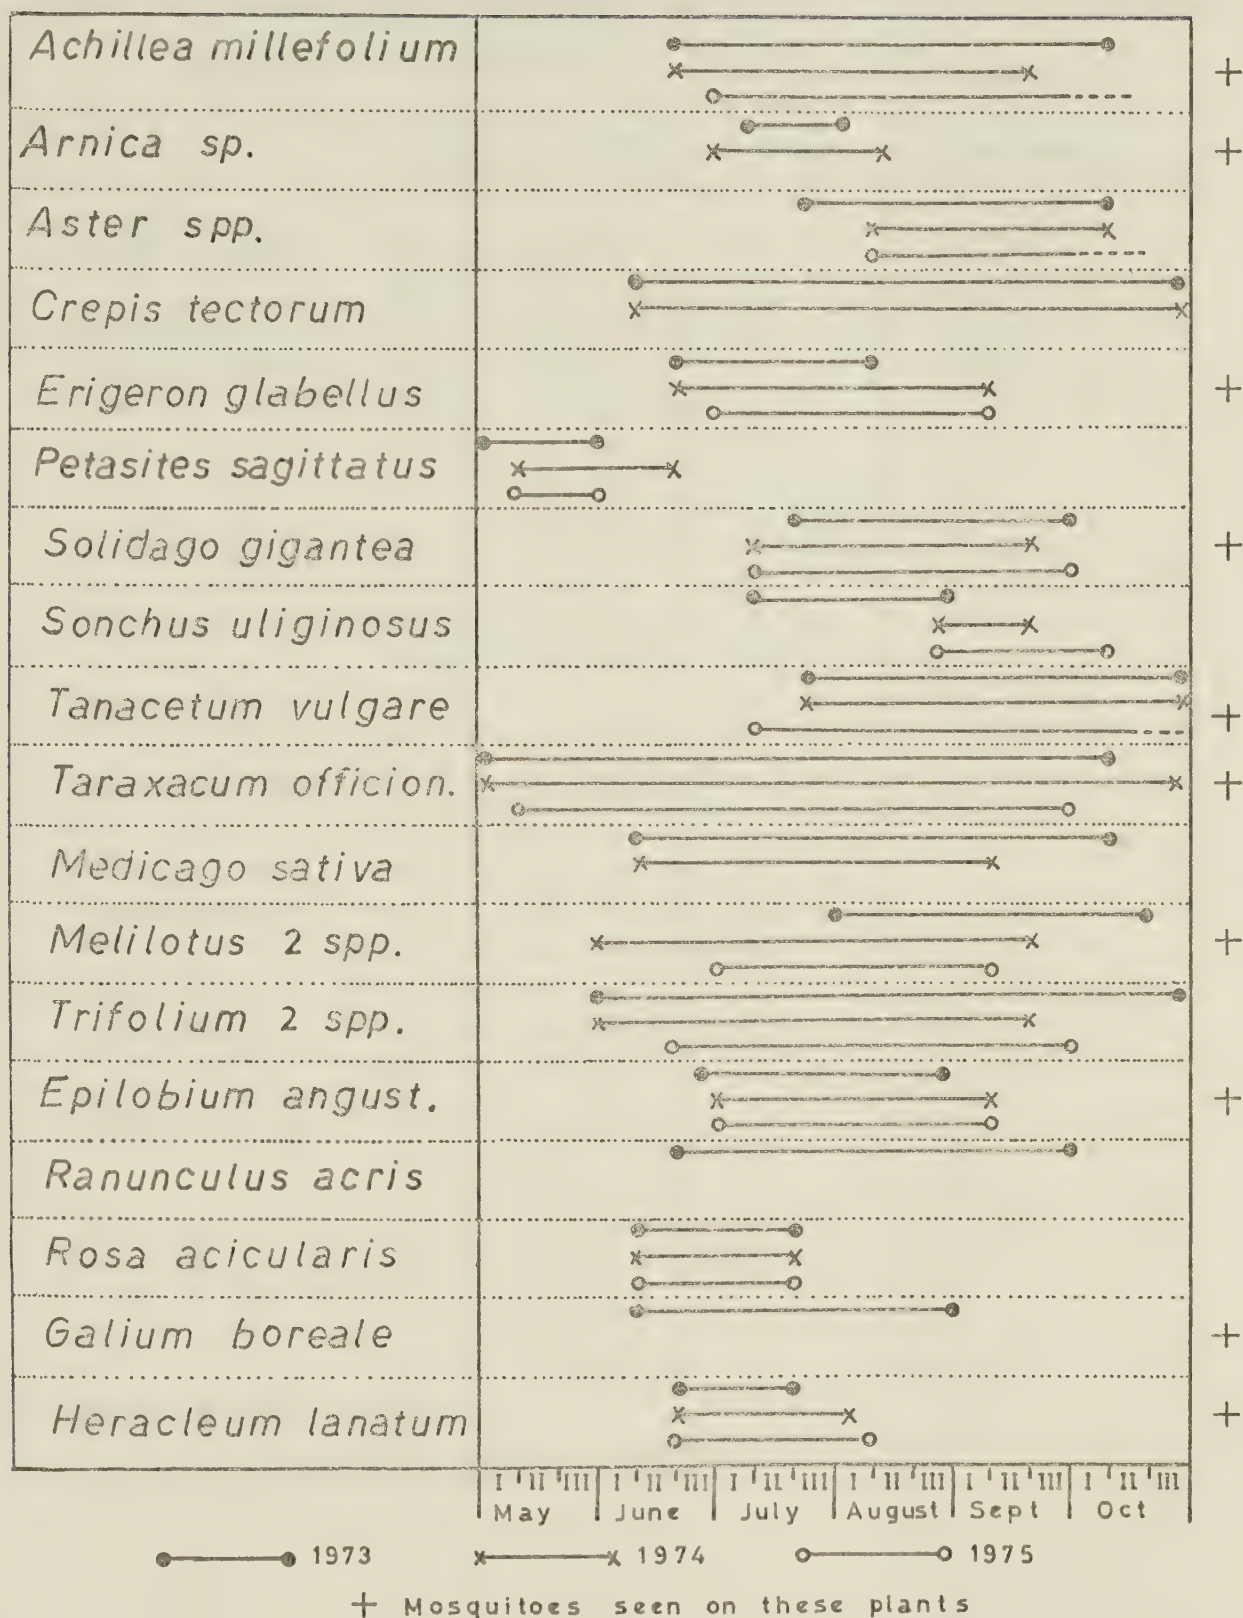 Achillea millefolium
+
Arnica sp.
+
Aster spp.
Crepis tectorum
Erigeron glabellus
+
Petasites sagittatus
Solidago gigantea
+
Sonchus uliginosus
Tanacetum vulgare
+
Taraxacum officion.
+
Medicago sativa
Melilotus 2 spp.
+
Trifolium 2 spp.
Epilobium angust.
+
Ranunculus acris
Rosa acicularis
Galium boreale
+
Heracleum lanatum
+
I II III I II III I II III I II III I II III I II III
May June July August Sept Oct
1973 1974 1975
+ Mosquitoes seen on these plants